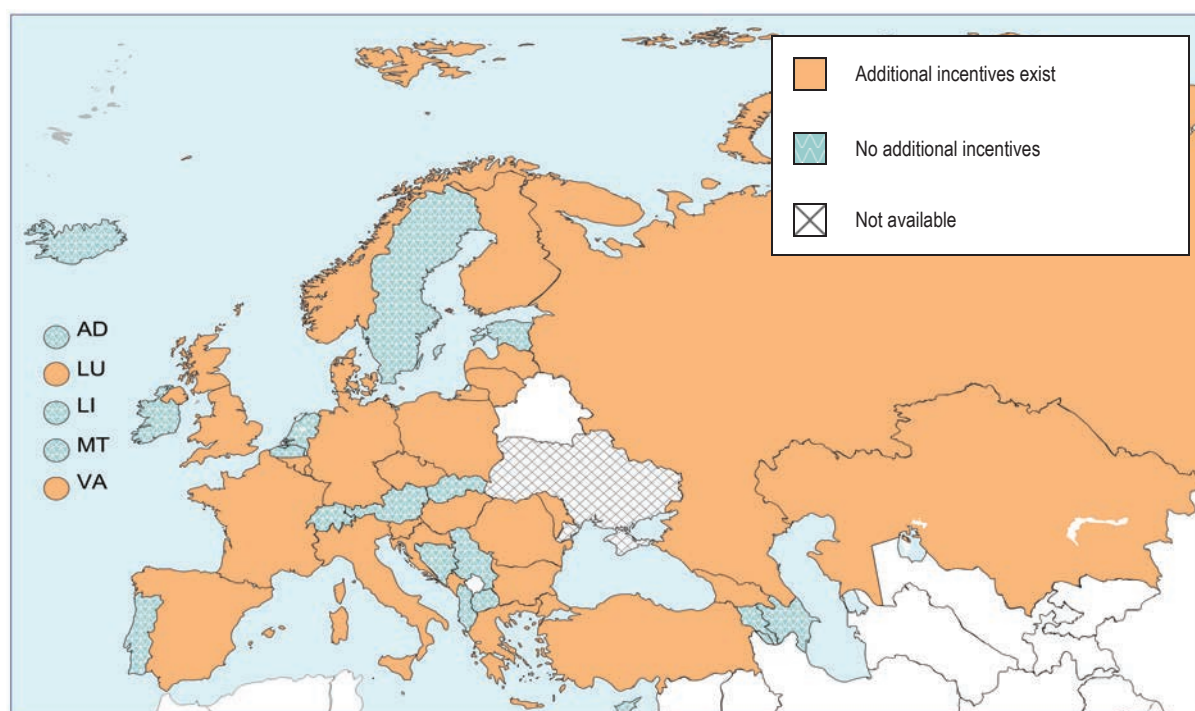 Additional incentives exist
No additional incentives
Not available
AD
LU
LI
MT
VA